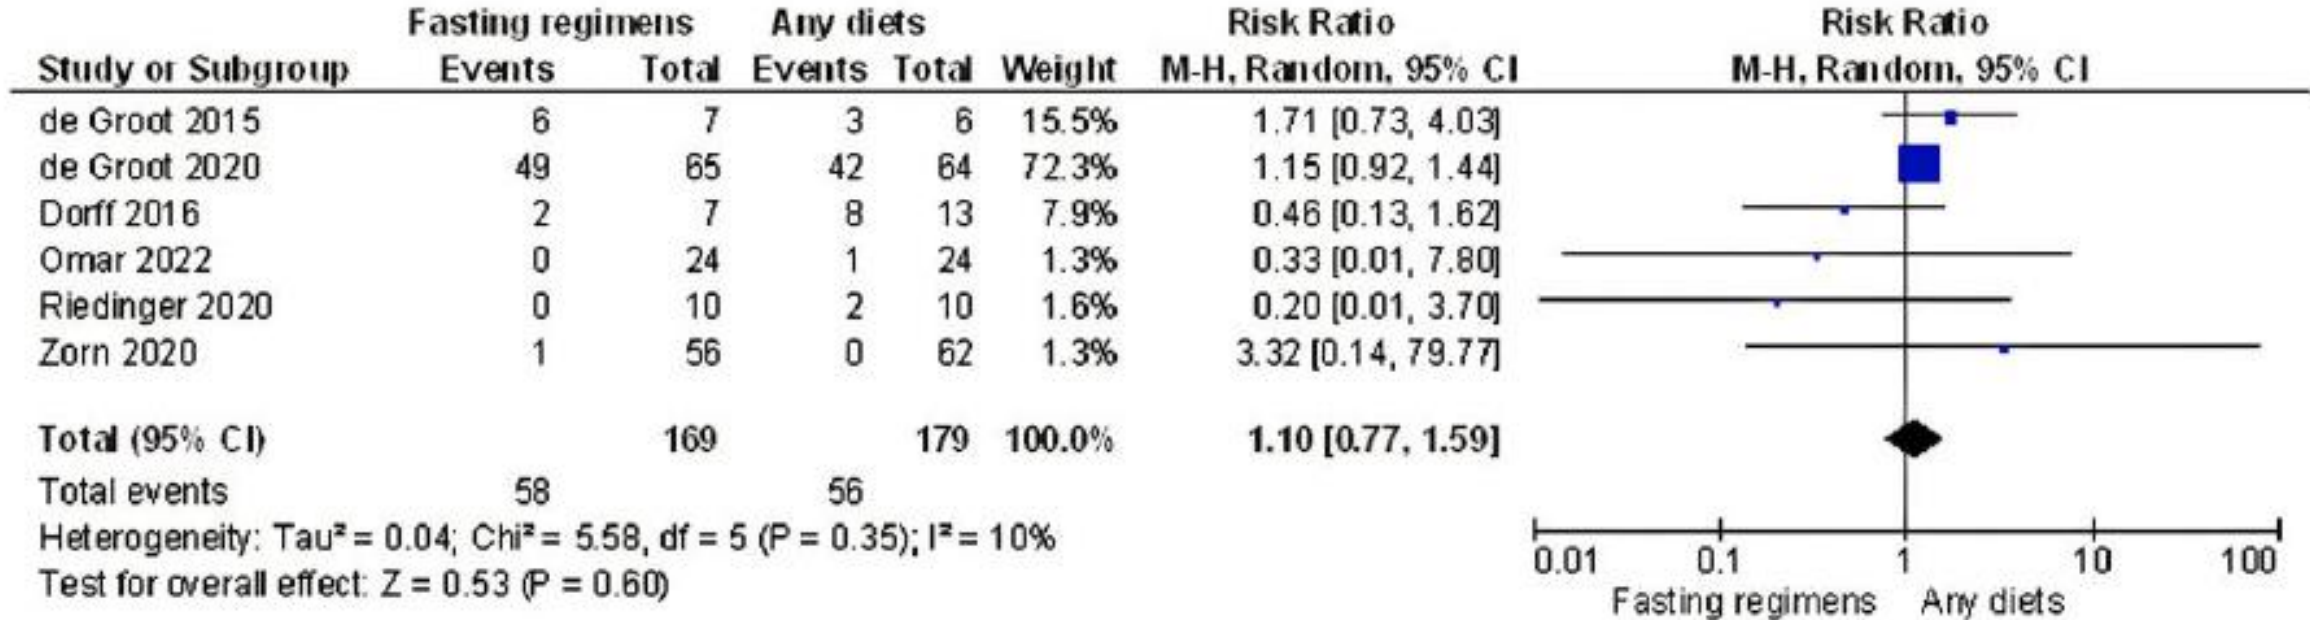 Fasting regimens Any diets Risk Ratio Risk Ratio
Study or Subgroup Events Total Events Total Weight M-H, Random, 95% CI M-H, Random, 95% CI
de Groot 2015 6 7 3 6 15.5% 1.71 [0.73, 4.03]
de Groot 2020 49 65 42 64 72.3% 1.15 [0.92, 1.44]
Dorff 2016 2 7 8 13 7.9% 0.46 [0.13, 1.62]
Omar 2022 0 24 1 24 1.3% 0.33 [0.01, 7.80]
Riedinger 2020 0 10 2 10 1.6% 0.20 [0.01, 3.70]
Zorn 2020 1 56 0 62 1.3% 3.32 [0.14, 79.77]
Total (95% CI) 169 179 100.0% 1.10 [0.77, 1.59]
Total events 58 56
Heterogeneity: Tau² = 0.04; Chi² = 5.58, df = 5 (P = 0.35); I² = 10%
Test for overall effect: Z = 0.53 (P = 0.60)
0.01 0.1 1 10 100
Fasting regimens Any diets